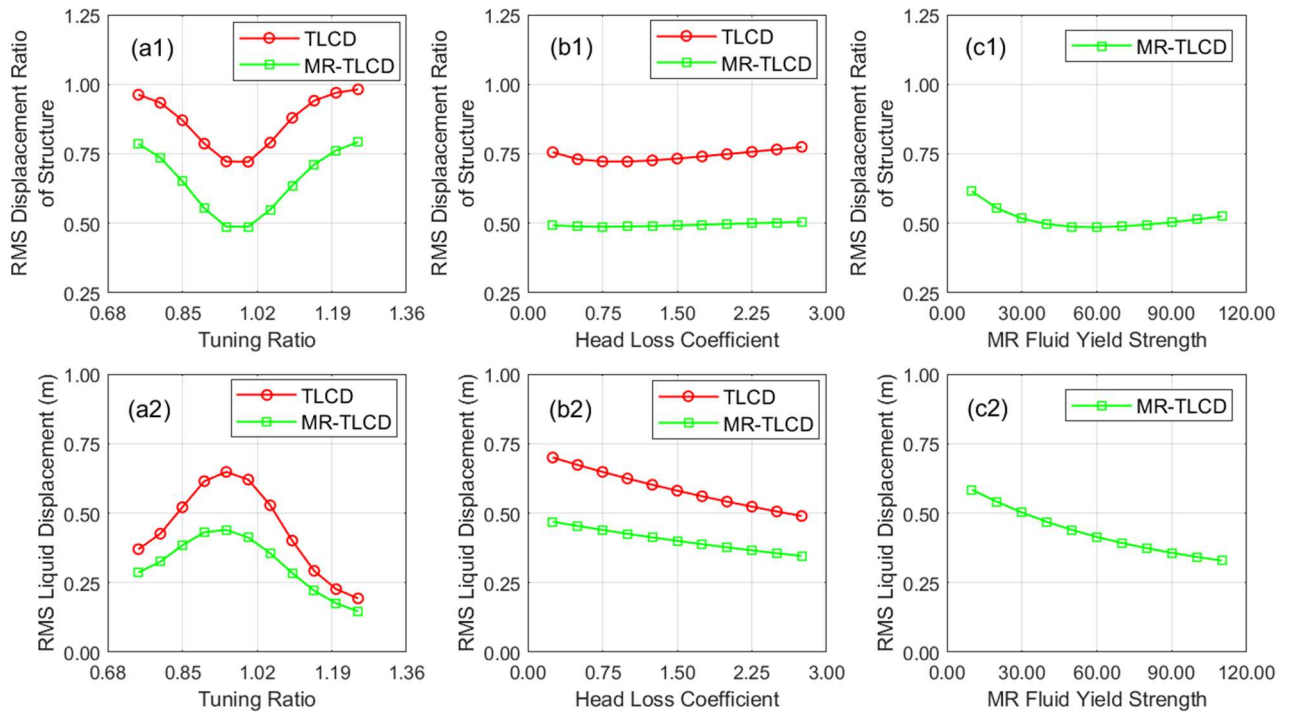 RMS Displacement Ratio
of Structure
1.25
1.00
0.75
0.50
0.25
(a1)
TLCD
MR-TLCD
0.68
0.85
1.02
1.19
1.36
Tuning Ratio
RMS Displacement Ratio
of Structure
1.25
1.00
0.75
0.50
0.25
(b1)
TLCD
MR-TLCD
0.00
0.75
1.50
2.25
3.00
Head Loss Coefficient
RMS Displacement Ratio
of Structure
1.25
1.00
0.75
0.50
0.25
(c1)
MR-TLCD
0.00
30.00
60.00
90.00
120.00
MR Fluid Yield Strength
RMS Liquid Displacement (m)
1.00
0.75
0.50
0.25
0.00
(a2)
TLCD
MR-TLCD
0.68
0.85
1.02
1.19
1.36
Tuning Ratio
RMS Liquid Displacement (m)
1.00
0.75
0.50
0.25
0.00
(b2)
TLCD
MR-TLCD
0.00
0.75
1.50
2.25
3.00
Head Loss Coefficient
RMS Liquid Displacement (m)
1.00
0.75
0.50
0.25
0.00
(c2)
MR-TLCD
0.00
30.00
60.00
90.00
120.00
MR Fluid Yield Strength